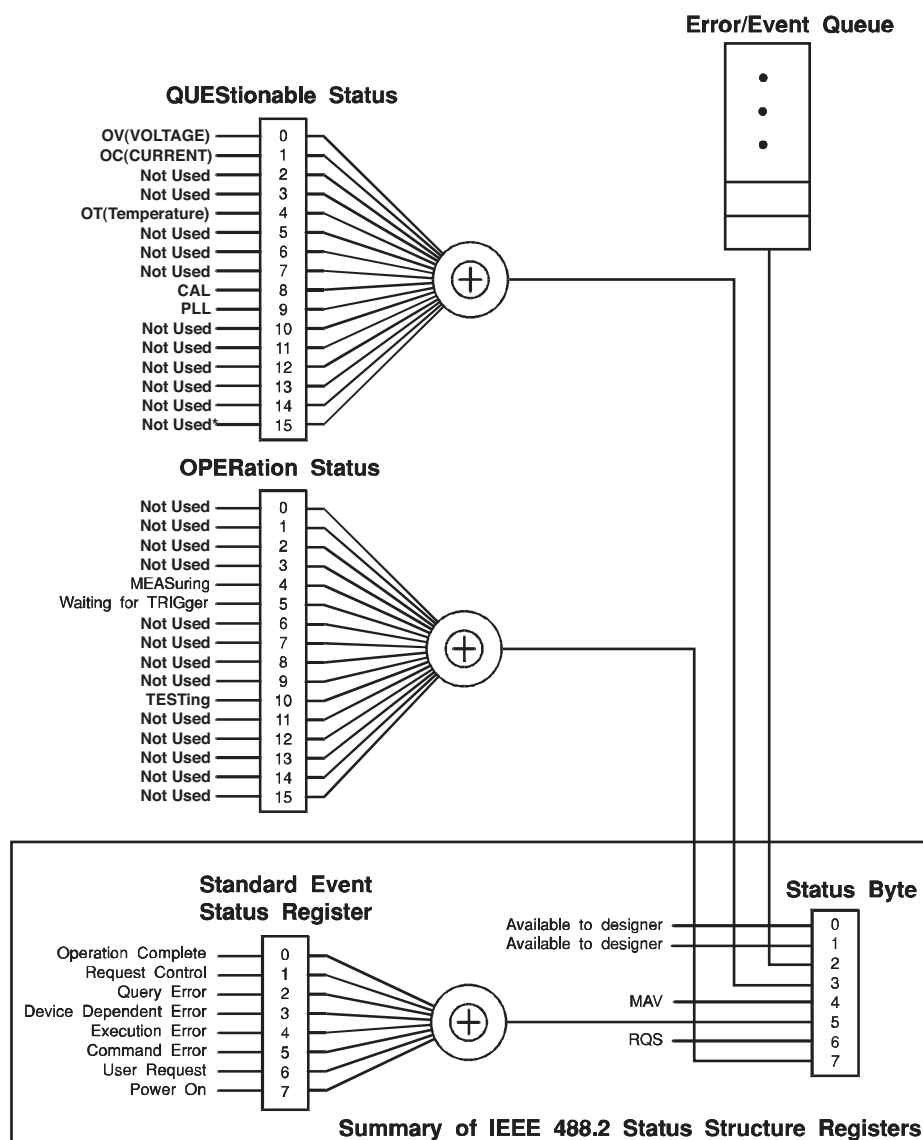 Error/Event Queue
QUEStionable Status
OV(VOLTAGE) 0
OC(CURRENT) 1
Not Used 2
Not Used 3
OT(Temperature) 4
Not Used 5
Not Used 6
Not Used 7
CAL 8
PLL 9
Not Used 10
Not Used 11
Not Used 12
Not Used 13
Not Used 14
Not Used* 15
OPERation Status
Not Used 0
Not Used 1
Not Used 2
Not Used 3
MEASuring 4
Waiting for TRIGger 5
Not Used 6
Not Used 7
Not Used 8
Not Used 9
TESTing 10
Not Used 11
Not Used 12
Not Used 13
Not Used 14
Not Used 15
Standard Event
Status Register
Operation Complete 0
Request Control 1
Query Error 2
Device Dependent Error 3
Execution Error 4
Command Error 5
User Request 6
Power On 7
Status Byte
Available to designer 0
Available to designer 1
2
3
MAV 4
5
RQS 6
7
Summary of IEEE 488.2 Status Structure Registers